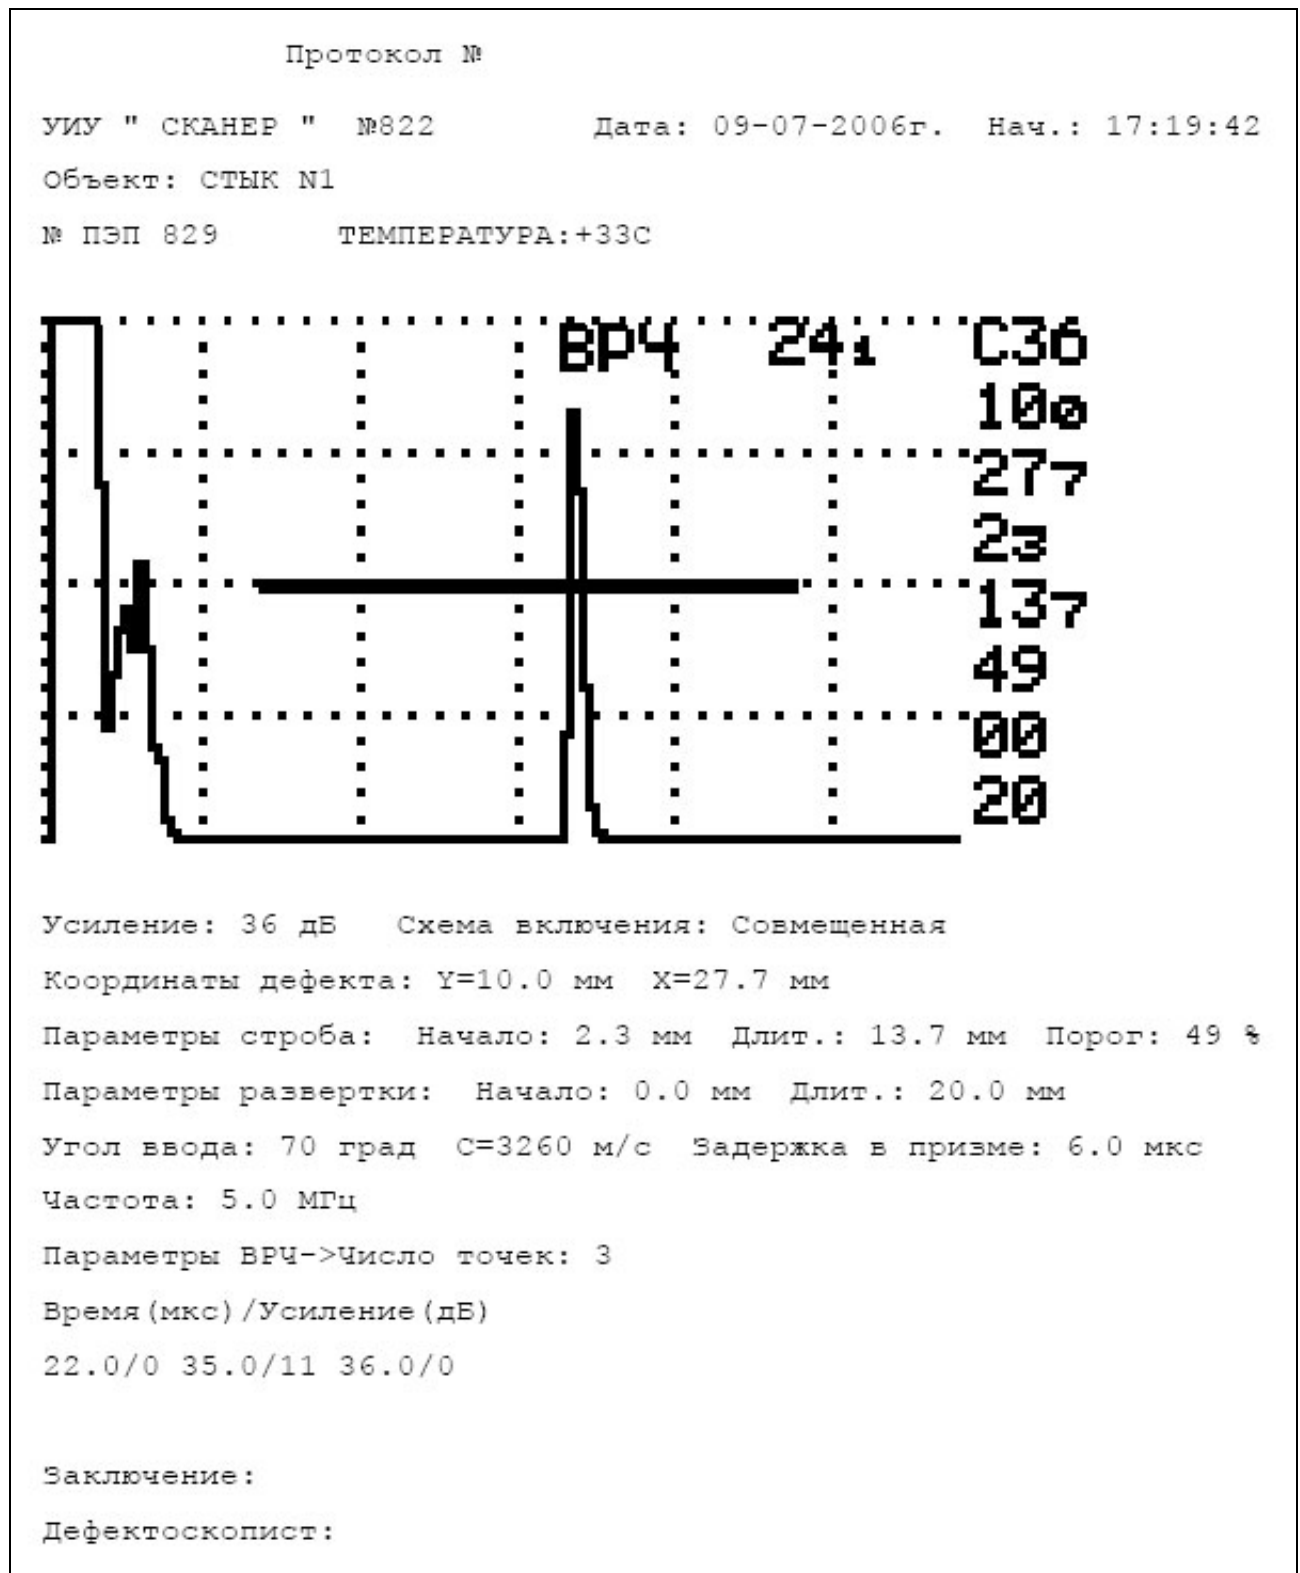 Протокол №
УИУ " СКАНЕР " №822 Дата: 09-07-2006г. Нач.: 17:19:42
Объект: СТЫК N1
№ ПЭП 829 ТЕМПЕРАТУРА:+33С
ВРЧ 24₁ С36
10₀
27₇
2₃
13₇
49
00
20
Усиление: 36 дБ Схема включения: Совмещенная
Координаты дефекта: Y=10.0 мм X=27.7 мм
Параметры строба: Начало: 2.3 мм Длит.: 13.7 мм Порог: 49 %
Параметры развертки: Начало: 0.0 мм Длит.: 20.0 мм
Угол ввода: 70 град С=3260 м/с Задержка в призме: 6.0 мкс
Частота: 5.0 МГц
Параметры ВРЧ->Число точек: 3
Время(мкс)/Усиление(дБ)
22.0/0 35.0/11 36.0/0
Заключение:
Дефектоскопист: